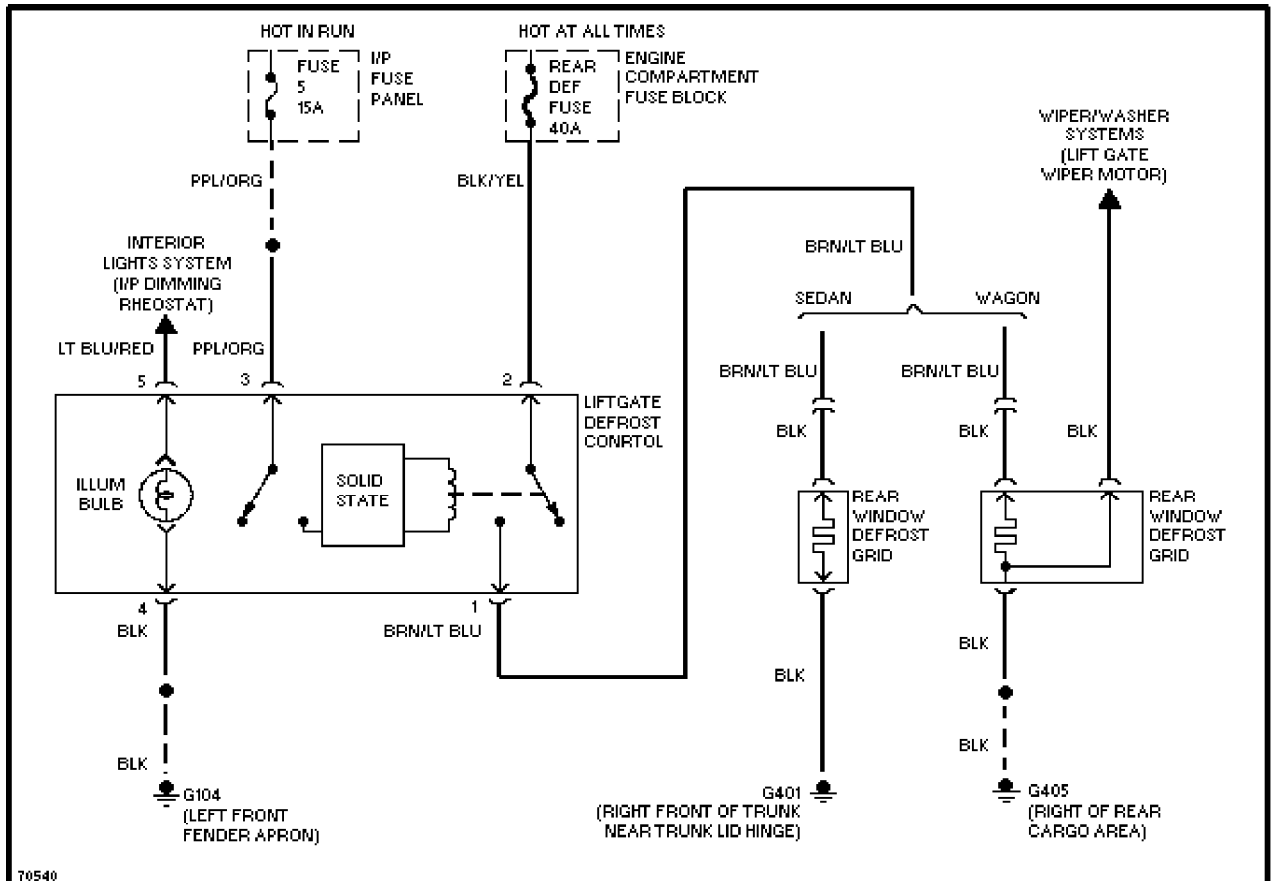 HOT IN RUN
FUSE
5
15A
I/P
FUSE
PANEL
HOT AT ALL TIMES
REAR
DEF
FUSE
40A
ENGINE
COMPARTMENT
FUSE BLOCK
WIPER/WASHER
SYSTEMS
(LIFT GATE
WIPER MOTOR)
PPL/ORG
BLK/YEL
INTERIOR
LIGHTS SYSTEM
(I/P DIMMING
RHEOSTAT)
BRN/LT BLU
SEDAN
WAGON
LT BLU/RED
PPL/ORG
BRN/LT BLU
BRN/LT BLU
5
3
2
LIFTGATE
DEFROST
CONRTOL
BLK
BLK
BLK
ILLUM
BULB
SOLID
STATE
REAR
WINDOW
DEFROST
GRID
REAR
WINDOW
DEFROST
GRID
4
1
BLK
BRN/LT BLU
BLK
BLK
BLK
BLK
G104
(LEFT FRONT
FENDER APRON)
G401
(RIGHT FRONT OF TRUNK
NEAR TRUNK LID HINGE)
G405
(RIGHT OF REAR
CARGO AREA)
70540